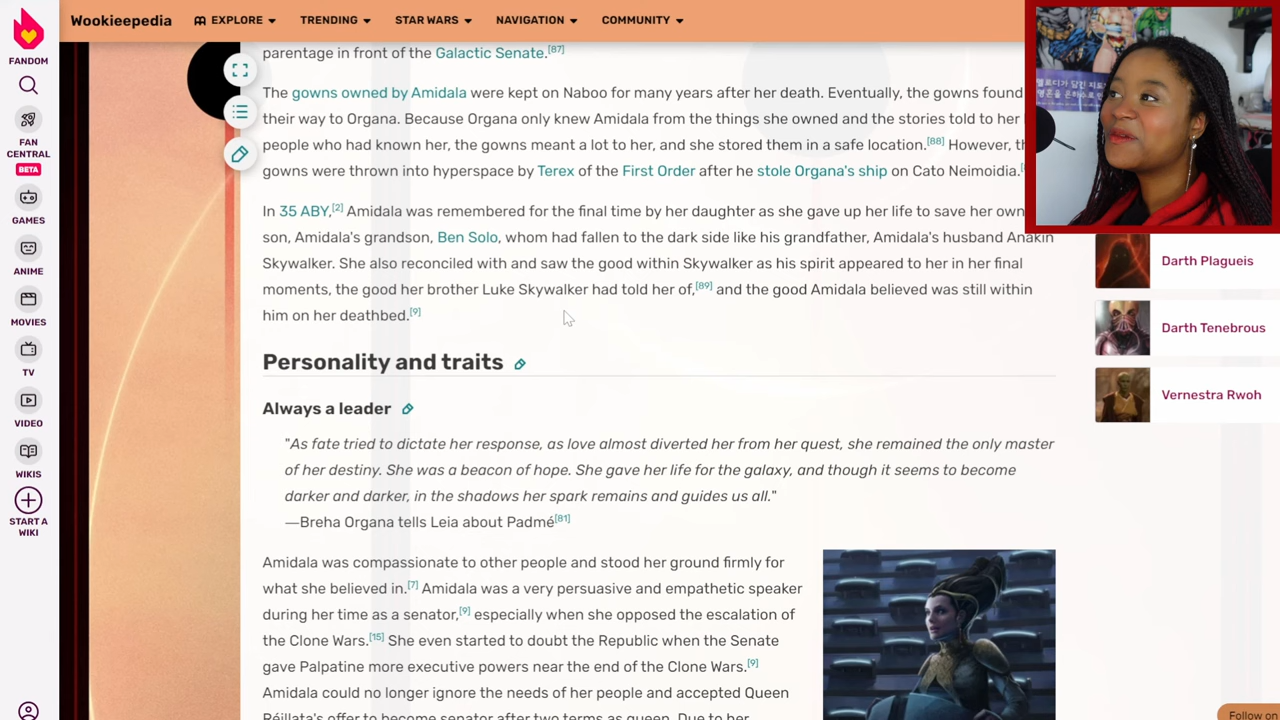 Wookieepedia
EXPLORE
TRENDING
STAR WARS
NAVIGATION
COMMUNITY
FANDOM
FAN
CENTRAL
BETA
GAMES
ANIME
MOVIES
TV
VIDEO
WIKIS
START A
WIKI
parentage in front of the Galactic Senate.[87]
The gowns owned by Amidala were kept on Naboo for many years after her death. Eventually, the gowns found
their way to Organa. Because Organa only knew Amidala from the things she owned and the stories told to her
people who had known her, the gowns meant a lot to her, and she stored them in a safe location.[88] However,
gowns were thrown into hyperspace by Terex of the First Order after he stole Organa's ship on Cato Neimoidia.
In 35 ABY,[2] Amidala was remembered for the final time by her daughter as she gave up her life to save her own
son, Amidala's grandson, Ben Solo, whom had fallen to the dark side like his grandfather, Amidala's husband Anakin
Skywalker. She also reconciled with and saw the good within Skywalker as his spirit appeared to her in her final
moments, the good her brother Luke Skywalker had told her of,[89] and the good Amidala believed was still within
him on her deathbed.[9]
Personality and traits
Always a leader
"As fate tried to dictate her response, as love almost diverted her from her quest, she remained the only master
of her destiny. She was a beacon of hope. She gave her life for the galaxy, and though it seems to become
darker and darker, in the shadows her spark remains and guides us all."
—Breha Organa tells Leia about Padmé[81]
Amidala was compassionate to other people and stood her ground firmly for
what she believed in.[7] Amidala was a very persuasive and empathetic speaker
during her time as a senator,[9] especially when she opposed the escalation of
the Clone Wars.[15] She even started to doubt the Republic when the Senate
gave Palpatine more executive powers near the end of the Clone Wars.[9]
Amidala could no longer ignore the needs of her people and accepted Queen
Réillata's offer to become senator after two terms as queen. Due to her
Darth Plagueis
Darth Tenebrous
Vernestra Rwoh
Follow on